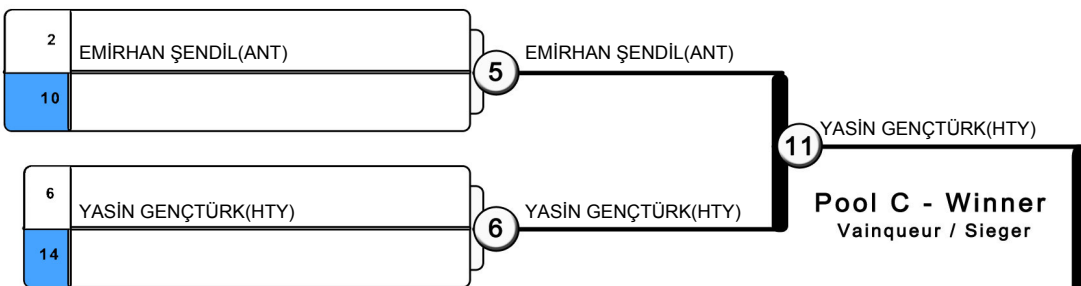 2
EMİRHAN ŞENDİL(ANT)
10
5
EMİRHAN ŞENDİL(ANT)
6
YASİN GENÇTÜRK(HTY)
14
6
YASİN GENÇTÜRK(HTY)
11
YASİN GENÇTÜRK(HTY)
Pool C - Winner
Vainqueur / Sieger